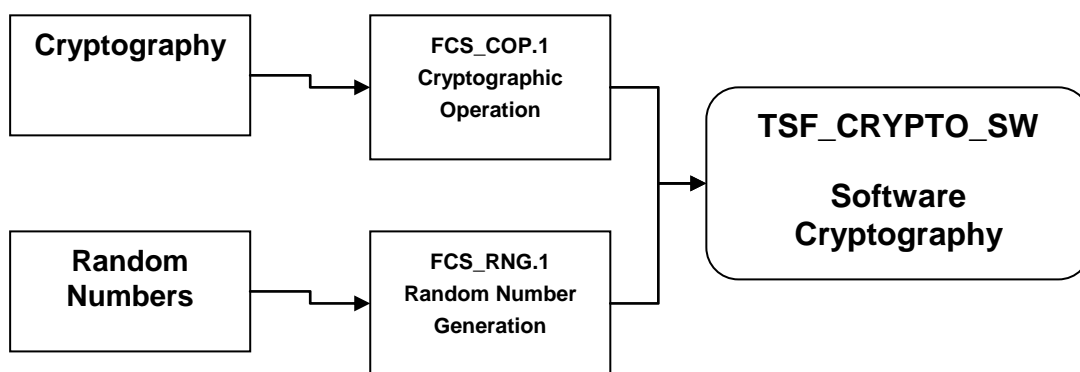 Cryptography
FCS_COP.1
Cryptographic
Operation
TSF_CRYPTO_SW
Software
Cryptography
Random
Numbers
FCS_RNG.1
Random Number
Generation